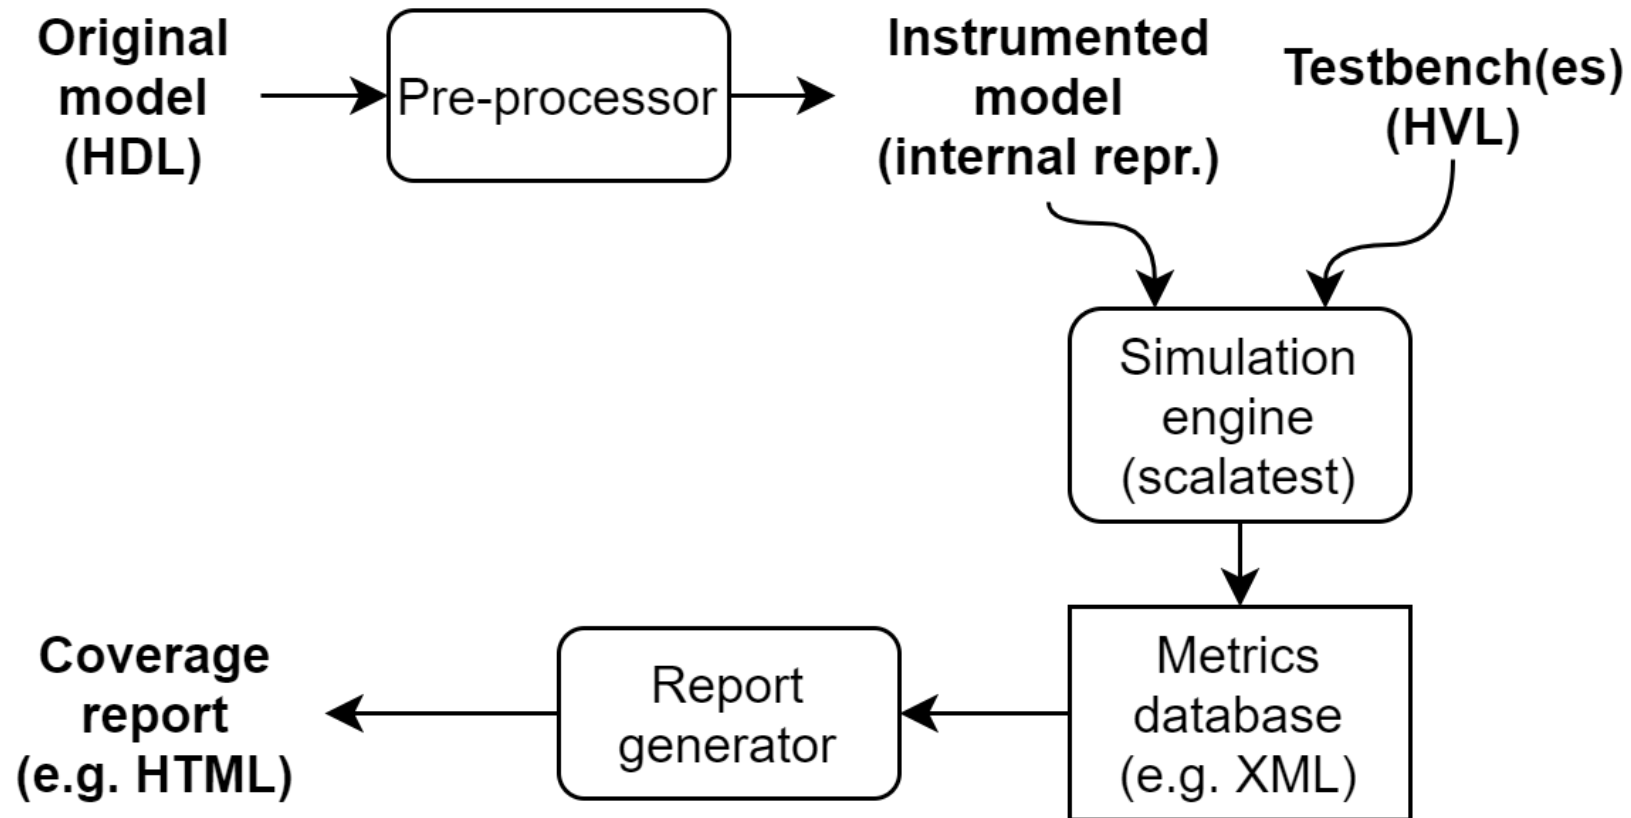 Original
model
(HDL)
Pre-processor
Instrumented
model
(internal repr.)
Testbench(es)
(HVL)
Simulation
engine
(scalatest)
Metrics
database
(e.g. XML)
Report
generator
Coverage
report
(e.g. HTML)